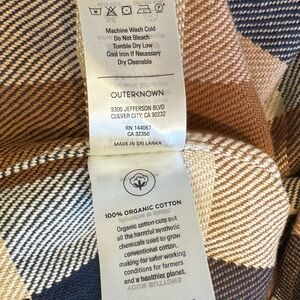 Machine Wash Cold
Do Not Bleach
Tumble Dry Low
Cool Iron If Necessary
Dry Cleanable
OUTERKNOWN
9300 JEFFERSON BLVD
CULVER CITY, CA 90232
RN 144067
CA 32350
MADE IN SRI LANKA
100% ORGANIC COTTON
Organic cotton cuts out
all the harmful synthetic
chemicals used to grow
conventional cotton,
making for safer working
conditions for farmers
and a healthier planet.